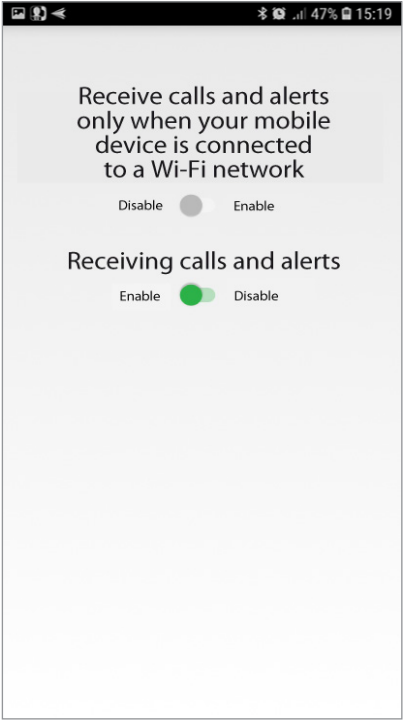 47% 15:19
Receive calls and alerts
only when your mobile
device is connected
to a Wi-Fi network
Disable Enable
Receiving calls and alerts
Enable Disable